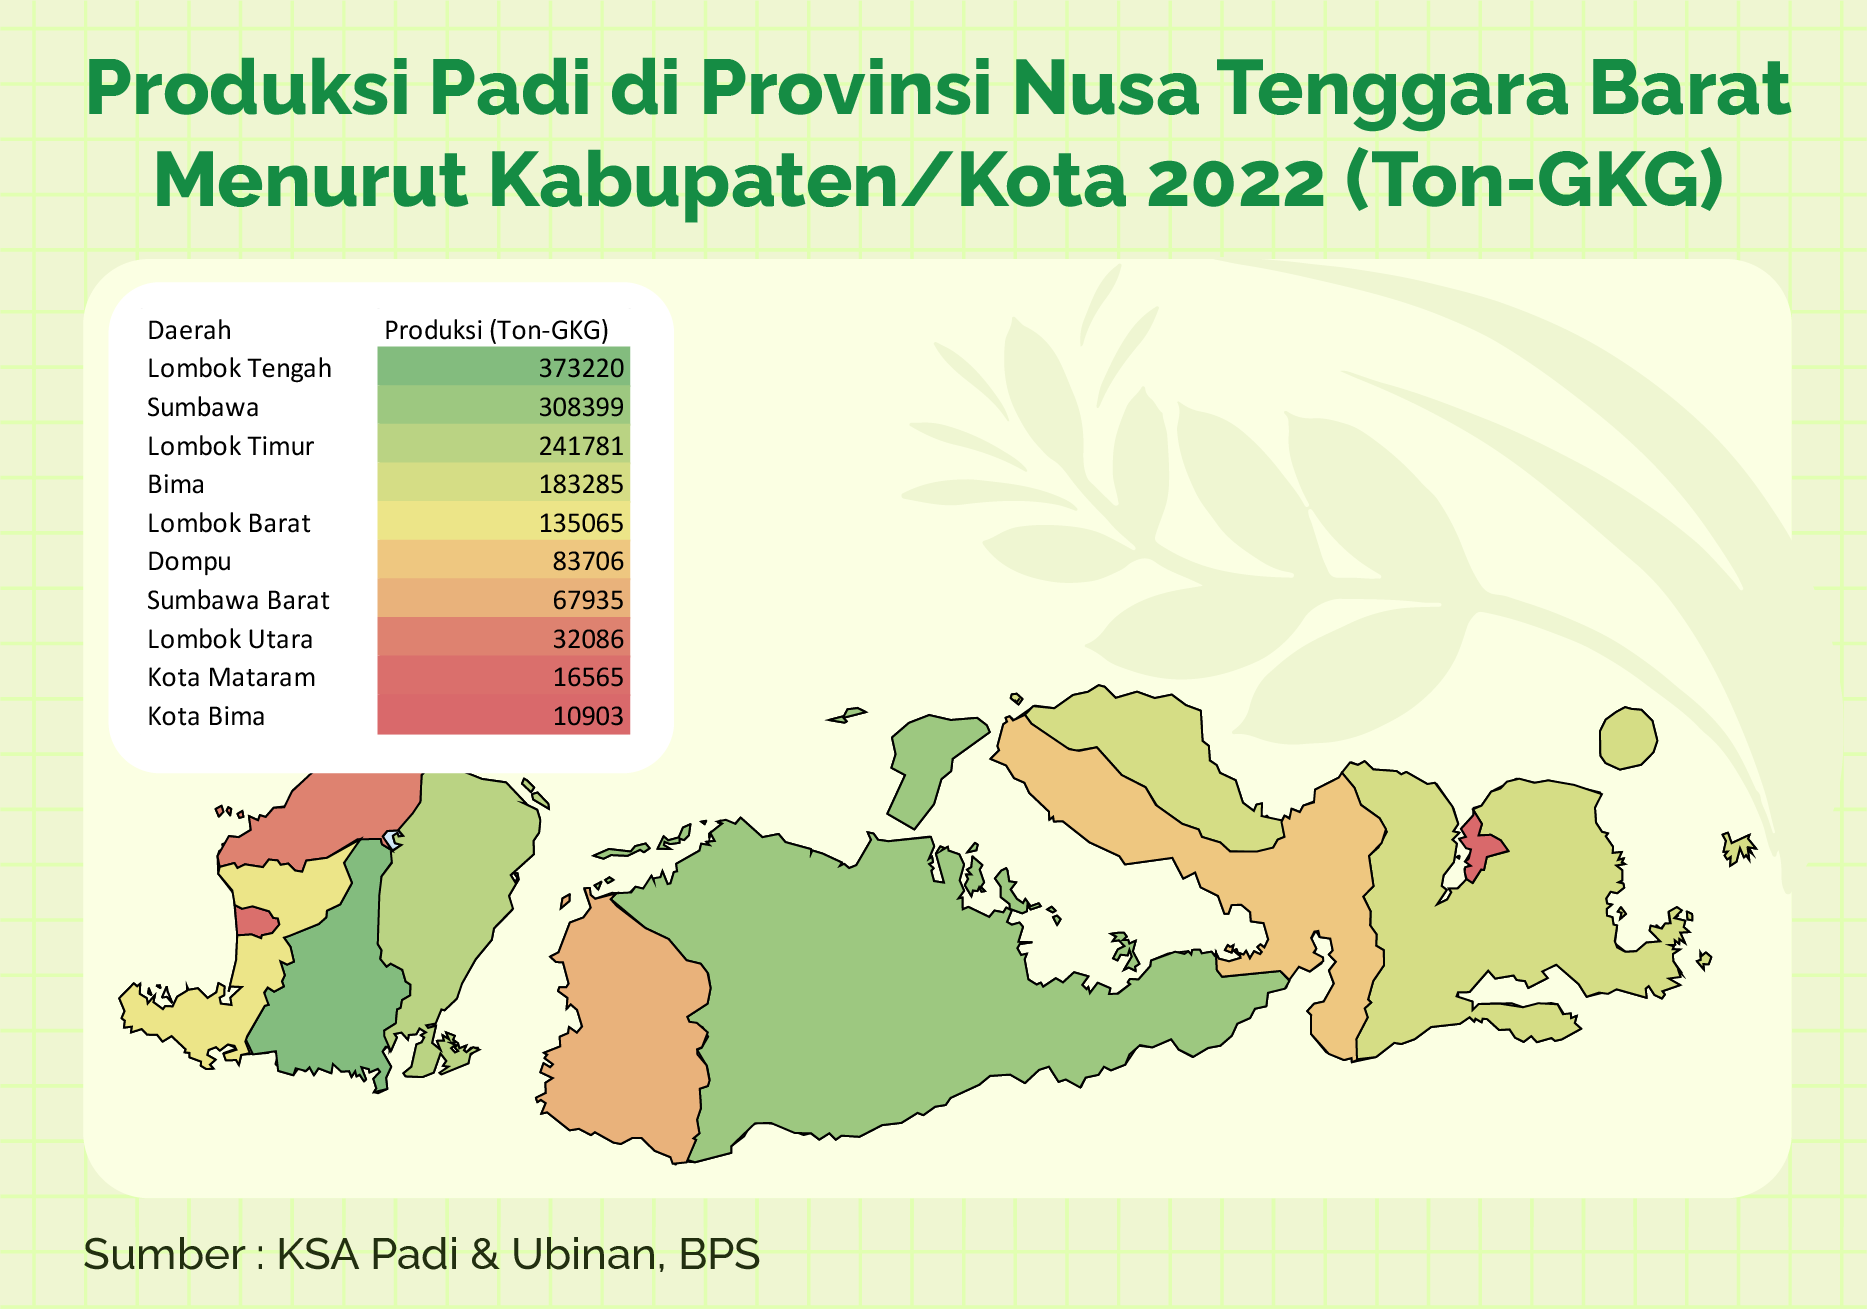 Produksi Padi di Provinsi Nusa Tenggara Barat
Menurut Kabupaten/Kota 2022 (Ton-GKG)
Daerah Produksi (Ton-GKG)
Lombok Tengah 373220
Sumbawa 308399
Lombok Timur 241781
Bima 183285
Lombok Barat 135065
Dompu 83706
Sumbawa Barat 67935
Lombok Utara 32086
Kota Mataram 16565
Kota Bima 10903
Sumber : KSA Padi & Ubinan, BPS